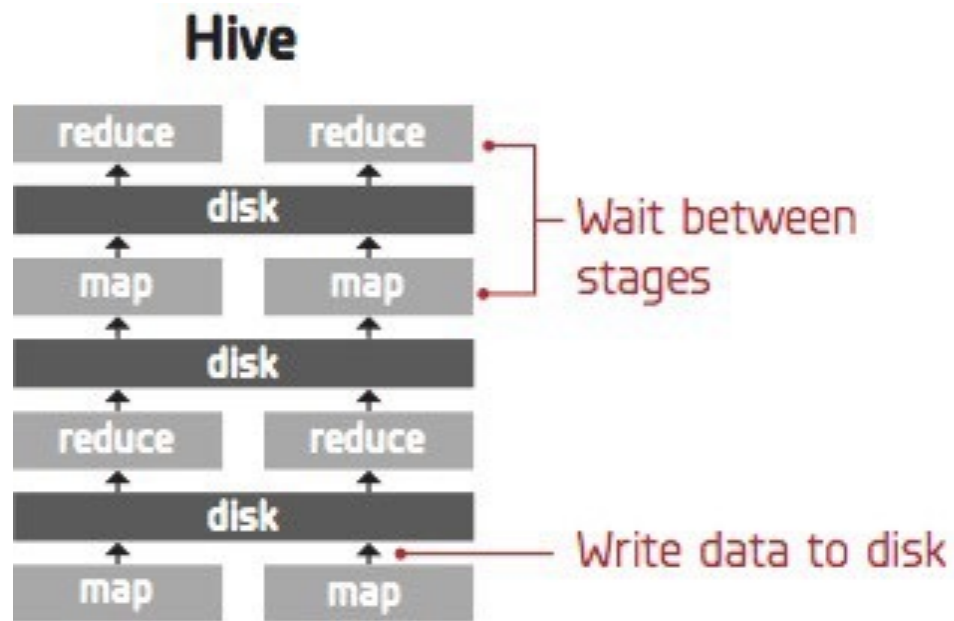 Hive
reduce reduce
disk
map map
Wait between
stages
disk
reduce reduce
disk
Write data to disk
map map